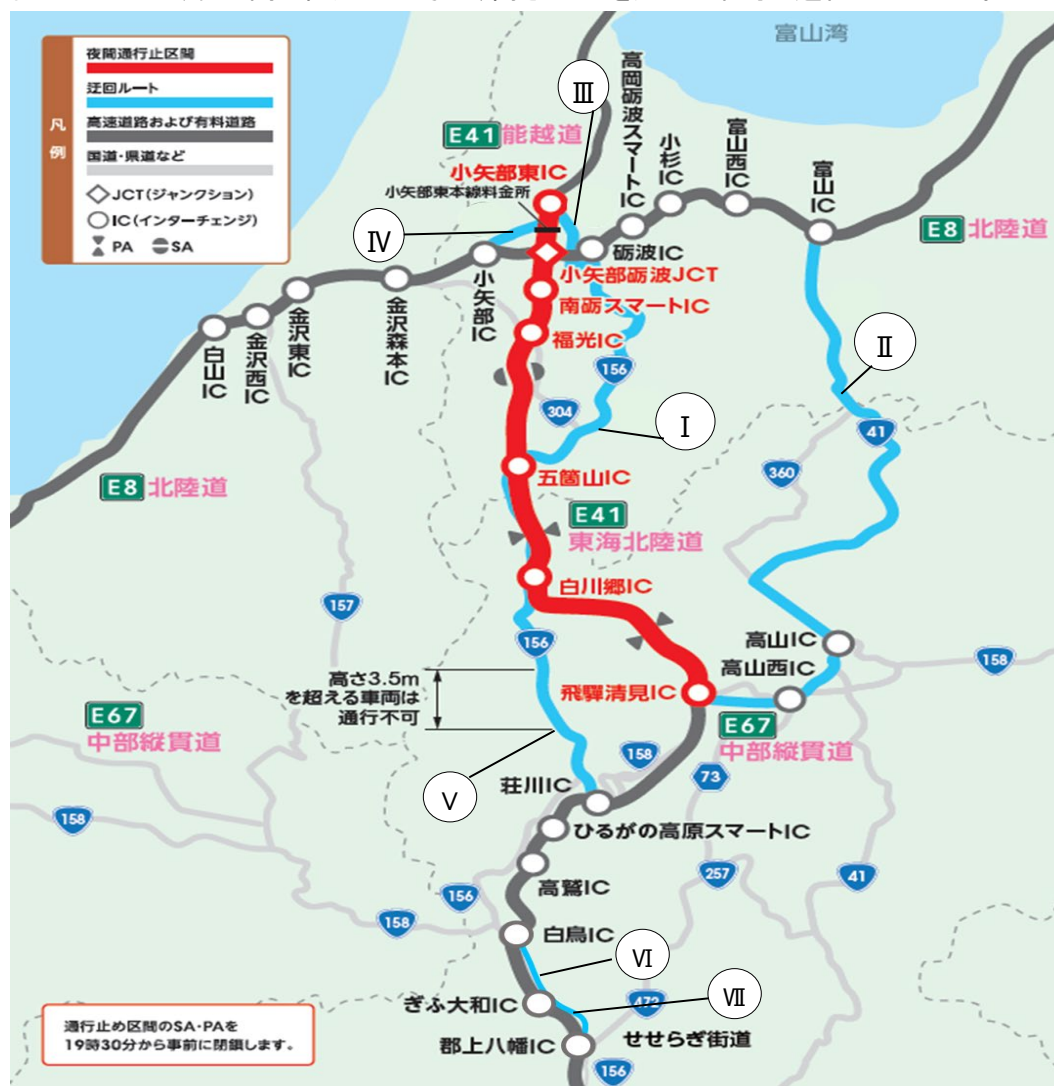 富山湾
夜間通行止区間
迂回ルート
高速道路および有料道路
国道・県道など
JCT(ジャンクション)
IC(インターチェンジ)
PA SA
凡例
Ⅲ
E41 能越道
小矢部東IC
小矢部東本線料金所
高岡砺波スマートIC
小杉IC
富山西IC
富山IC
E8 北陸道
Ⅳ
砺波IC
小矢部砺波JCT
南砺スマートIC
福光IC
小矢部IC
金沢森本IC
金沢東IC
金沢西IC
白山IC
156
304
Ⅰ
Ⅱ
41
360
五箇山IC
E8 北陸道
E41
東海北陸道
白川郷IC
157
156
高山IC
高山西IC
158
高さ3.5m
を超える車両は
通行不可
飛驒清見IC
E67
中部縦貫道
E67
中部縦貫道
Ⅴ
158
荘川IC
73
158
ひるがの高原スマートIC
高鷲IC
257
41
156
158
白鳥IC
Ⅵ
Ⅶ
ぎふ大和IC
472
せせらぎ街道
郡上八幡IC
156
通行止め区間のSA・PAを
19時30分から事前に閉鎖します。